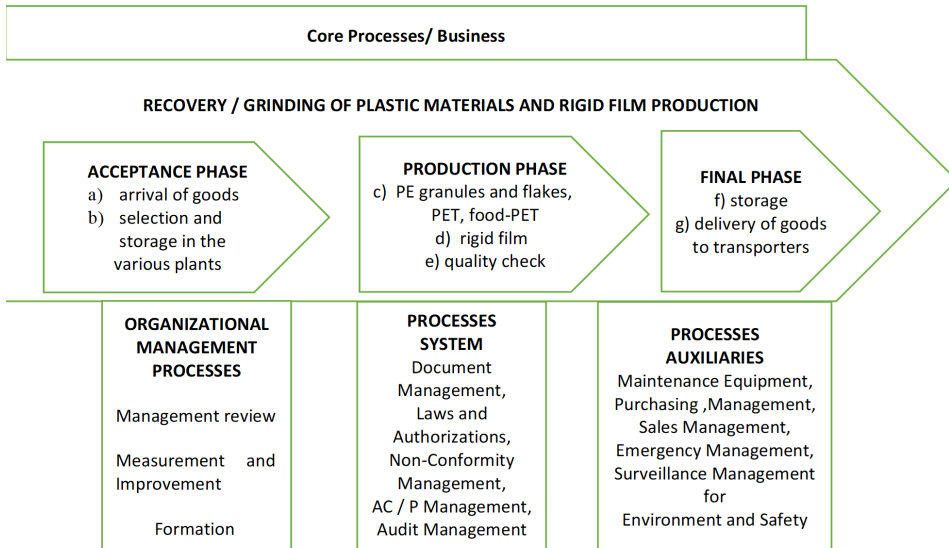 Core Processes/ Business
RECOVERY / GRINDING OF PLASTIC MATERIALS AND RIGID FILM PRODUCTION
ACCEPTANCE PHASE
a) arrival of goods
b) selection and
storage in the
various plants
PRODUCTION PHASE
c) PE granules and flakes,
PET, food-PET
d) rigid film
e) quality check
FINAL PHASE
f) storage
g) delivery of goods
to transporters
ORGANIZATIONAL
MANAGEMENT
PROCESSES
Management review
Measurement and
Improvement
Formation
PROCESSES
SYSTEM
Document
Management,
Laws and
Authorizations,
Non-Conformity
Management,
AC / P Management,
Audit Management
PROCESSES
AUXILIARIES
Maintenance Equipment,
Purchasing ,Management,
Sales Management,
Emergency Management,
Surveillance Management
for
Environment and Safety